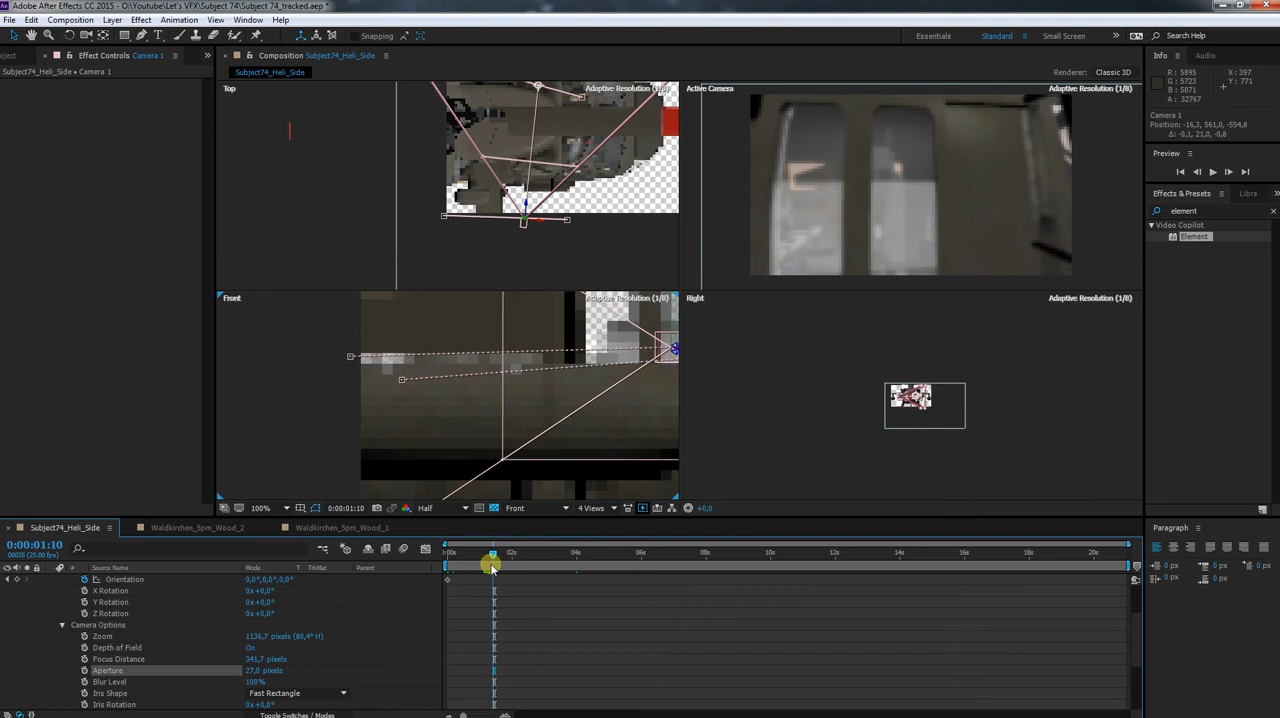 Adobe After Effects CC 2015 - O:\Youtube\Let's VFX\Subject 74\Subject 74_tracked.aep *
File Edit Composition Layer Effect Animation View Window Help
Snapping Essentials Standard Small Screen Search Help
oject Effect Controls Camera 1 Composition Subject74_Heli_Side Info Audio
Subject74_Heli_Side • Camera 1 Subject74_Heli_Side Renderer: Classic 3D
R: 5895 X: 397
G: 5723 Y: 771
B: 5071
A: 32767
Camera 1
Position: -16,3, 561,0, -554,8
Δ: -0,1, 21,0, -0,8
Top Adaptive Resolution (1/8) Active Camera Adaptive Resolution (1/8)
Preview
Effects & Presets Libra
element
Video Copilot
Element
Front Adaptive Resolution (1/8) Right Adaptive Resolution (1/8)
100% 0:00:01:10 Half Front 4 Views +0,0
Subject74_Heli_Side Waldkirchen_5pm_Wood_2 Waldkirchen_5pm_Wood_1 Paragraph
0:00:01:10
00035 (25.00 fps)
:00s 02s 04s 06s 08s 10s 12s 14s 16s 18s 20s
# Source Name Mode T TrkMat Parent
0 px 0 px 0 px
0 px 0 px
Orientation 0,0°,0,0°,0,0°
X Rotation 0x+0,0°
Y Rotation 0x+0,0°
Z Rotation 0x+0,0°
Camera Options
Zoom 1136,7 pixels (80,4° H)
Depth of Field On
Focus Distance 341,7 pixels
Aperture 27,0 pixels
Blur Level 100%
Iris Shape Fast Rectangle
Iris Rotation 0x+0,0°
Toggle Switches / Modes